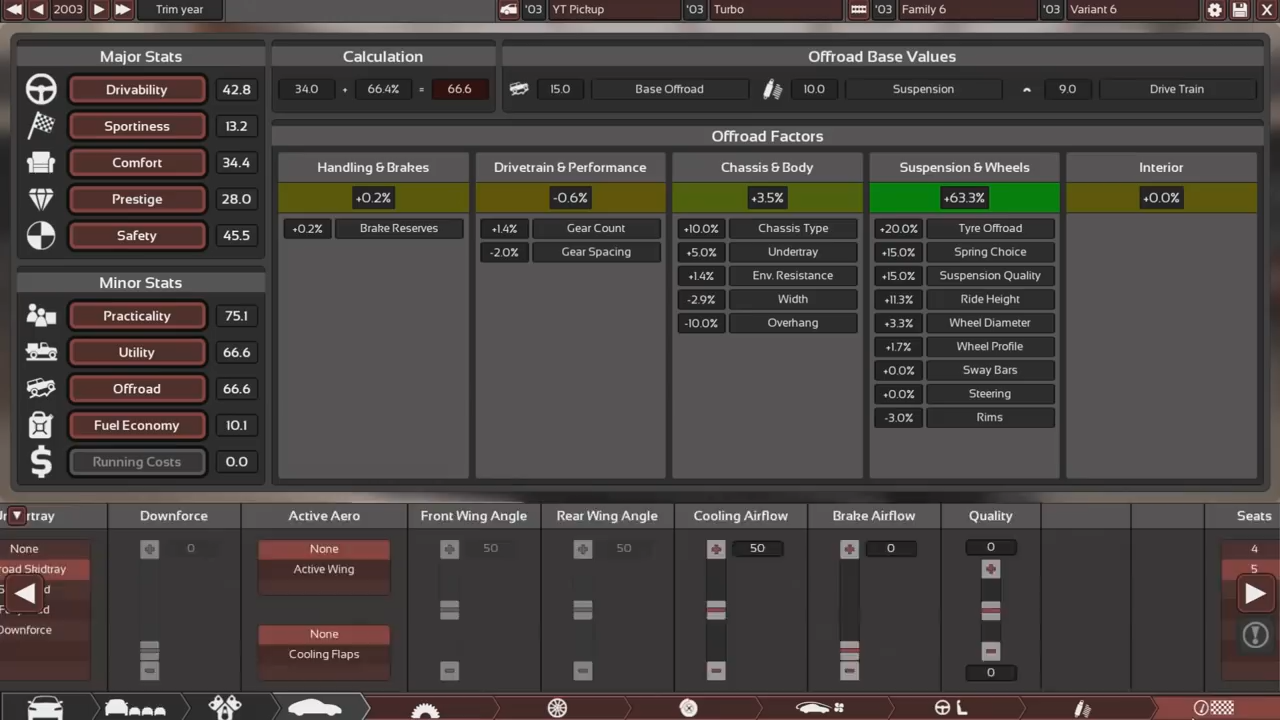 2003 Trim year '03 YT Pickup '03 Turbo '03 Family 6 '03 Variant 6
Major Stats
Drivability 42.8
Sportiness 13.2
Comfort 34.4
Prestige 28.0
Safety 45.5
Minor Stats
Practicality 75.1
Utility 66.6
Offroad 66.6
Fuel Economy 10.1
Running Costs 0.0
Calculation
34.0 + 66.4% = 66.6
Offroad Base Values
15.0 Base Offroad 10.0 Suspension 9.0 Drive Train
Offroad Factors
Handling & Brakes
+0.2%
+0.2% Brake Reserves
Drivetrain & Performance
-0.6%
+1.4% Gear Count
-2.0% Gear Spacing
Chassis & Body
+3.5%
+10.0% Chassis Type
+5.0% Undertray
+1.4% Env. Resistance
-2.9% Width
-10.0% Overhang
Suspension & Wheels
+63.3%
+20.0% Tyre Offroad
+15.0% Spring Choice
+15.0% Suspension Quality
+11.3% Ride Height
+3.3% Wheel Diameter
+1.7% Wheel Profile
+0.0% Sway Bars
+0.0% Steering
-3.0% Rims
Interior
+0.0%
None
road Skidtray
Downforce
Downforce
0
Active Aero
None
Active Wing
None
Cooling Flaps
Front Wing Angle
50
Rear Wing Angle
50
Cooling Airflow
50
Brake Airflow
0
Quality
0
0
Seats
4
5